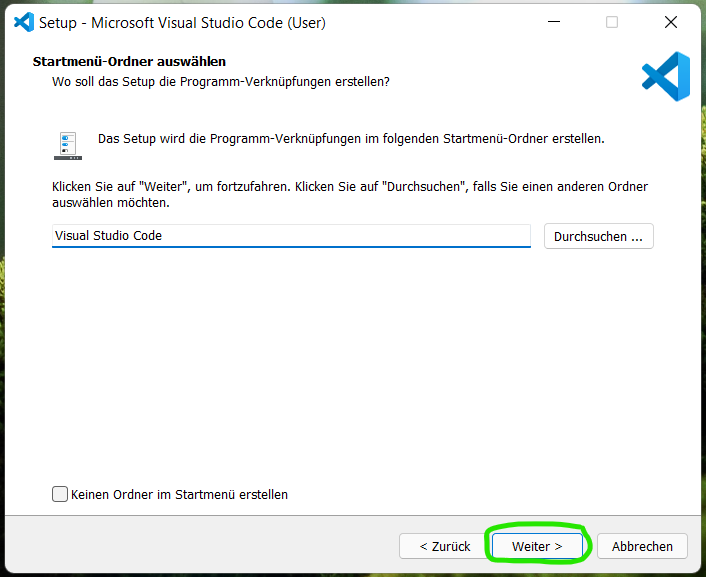 Setup - Microsoft Visual Studio Code (User)
Startmenü-Ordner auswählen
Wo soll das Setup die Programm-Verknüpfungen erstellen?
Das Setup wird die Programm-Verknüpfungen im folgenden Startmenü-Ordner erstellen.
Klicken Sie auf "Weiter", um fortzufahren. Klicken Sie auf "Durchsuchen", falls Sie einen anderen Ordner
auswählen möchten.
Visual Studio Code
Durchsuchen ...
Keinen Ordner im Startmenü erstellen
< Zurück
Weiter >
Abbrechen